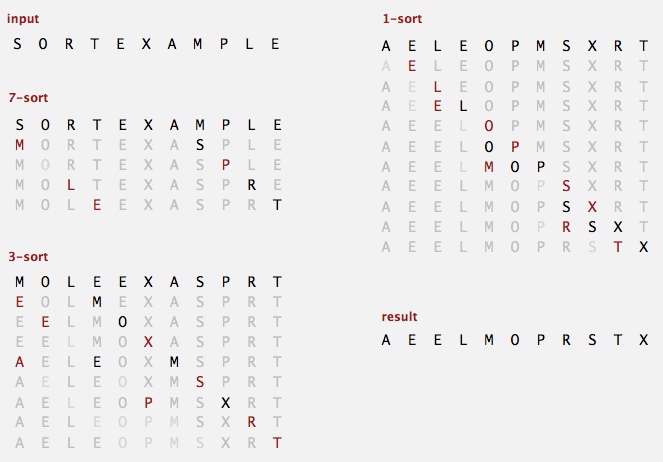 input
S O R T E X A M P L E
7-sort
S O R T E X A M P L E
M O R T E X A S P L E
M O R T E X A S P L E
M O L T E X A S P R E
M O L E E X A S P R T
3-sort
M O L E E X A S P R T
E O L M E X A S P R T
E E L M O X A S P R T
E E L M O X A S P R T
A E L E O X M S P R T
A E L E O X M S P R T
A E L E O P M S X R T
A E L E O P M S X R T
A E L E O P M S X R T
1-sort
A E L E O P M S X R T
A E L E O P M S X R T
A E L E O P M S X R T
A E E L O P M S X R T
A E E L O P M S X R T
A E E L O P M S X R T
A E E L M O P S X R T
A E E L M O P S X R T
A E E L M O P S X R T
A E E L M O P R S X T
A E E L M O P R S T X
result
A E E L M O P R S T X